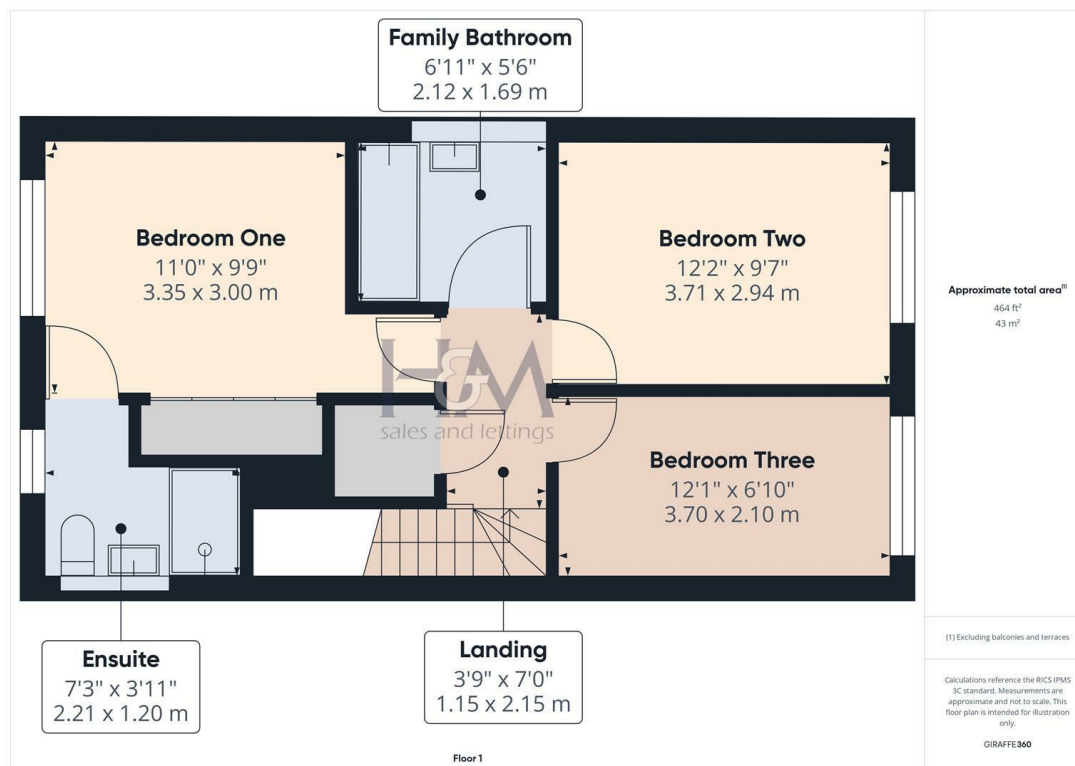 Family Bathroom
6'11" x 5'6"
2.12 x 1.69 m
Bedroom One
11'0" x 9'9"
3.35 x 3.00 m
Bedroom Two
12'2" x 9'7"
3.71 x 2.94 m
H&M
sales and lettings
Bedroom Three
12'1" x 6'10"
3.70 x 2.10 m
Ensuite
7'3" x 3'11"
2.21 x 1.20 m
Landing
3'9" x 7'0"
1.15 x 2.15 m
Floor 1
Approximate total area(1)
464 ft²
43 m²
(1) Excluding balconies and terraces
Calculations reference the RICS IPMS
3C standard. Measurements are
approximate and not to scale. This
floor plan is intended for illustration
only.
GIRAFFE360